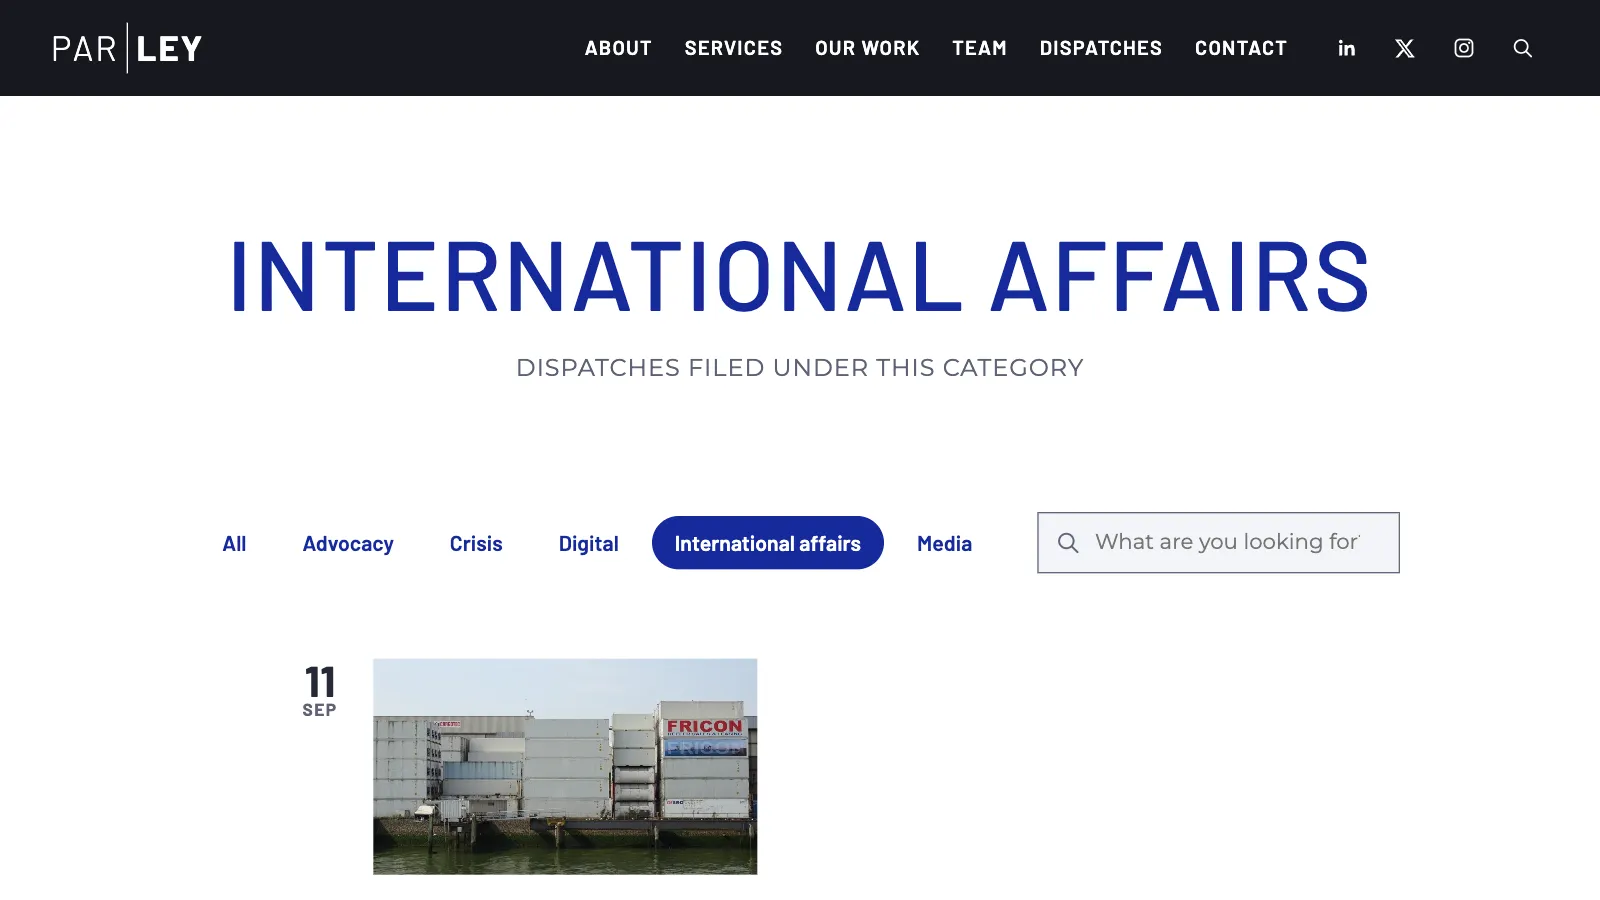 PAR|LEY
ABOUT SERVICES OUR WORK TEAM DISPATCHES CONTACT
INTERNATIONAL AFFAIRS
DISPATCHES FILED UNDER THIS CATEGORY
All Advocacy Crisis Digital International affairs Media
What are you looking for
11
SEP
FRICON
FRICON